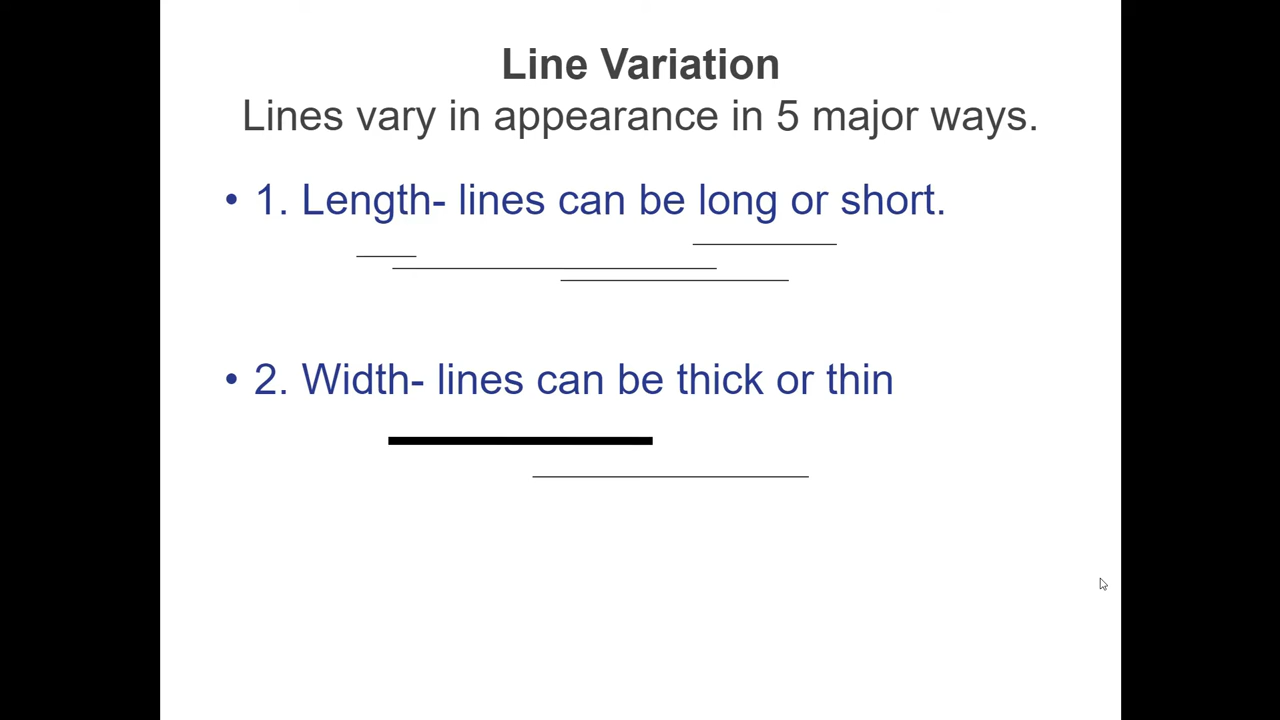 Line Variation
Lines vary in appearance in 5 major ways.
• 1. Length- lines can be long or short.
• 2. Width- lines can be thick or thin